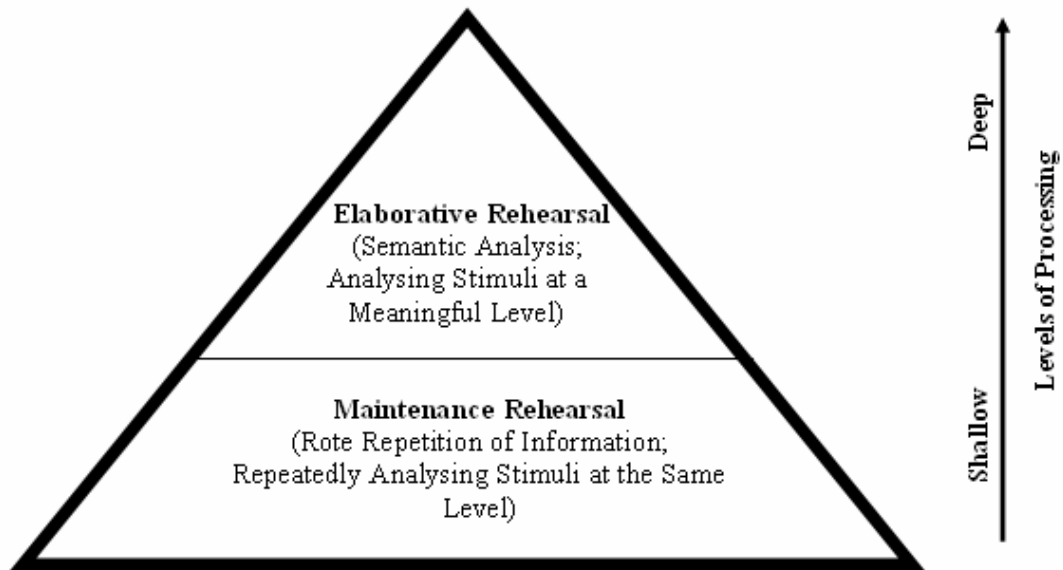 Elaborative Rehearsal
(Semantic Analysis;
Analysing Stimuli at a
Meaningful Level)
Maintenance Rehearsal
(Rote Repetition of Information;
Repeatedly Analysing Stimuli at the Same
Level)
Deep
Shallow
Levels of Processing